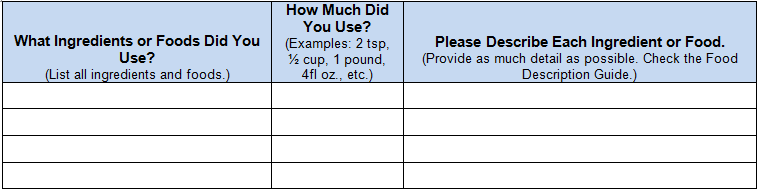 What Ingredients or Foods Did You
Use?
(List all ingredients and foods.)
How Much Did
You Use?
(Examples: 2 tsp,
½ cup, 1 pound,
4fl oz., etc.)
Please Describe Each Ingredient or Food.
(Provide as much detail as possible. Check the Food
Description Guide.)